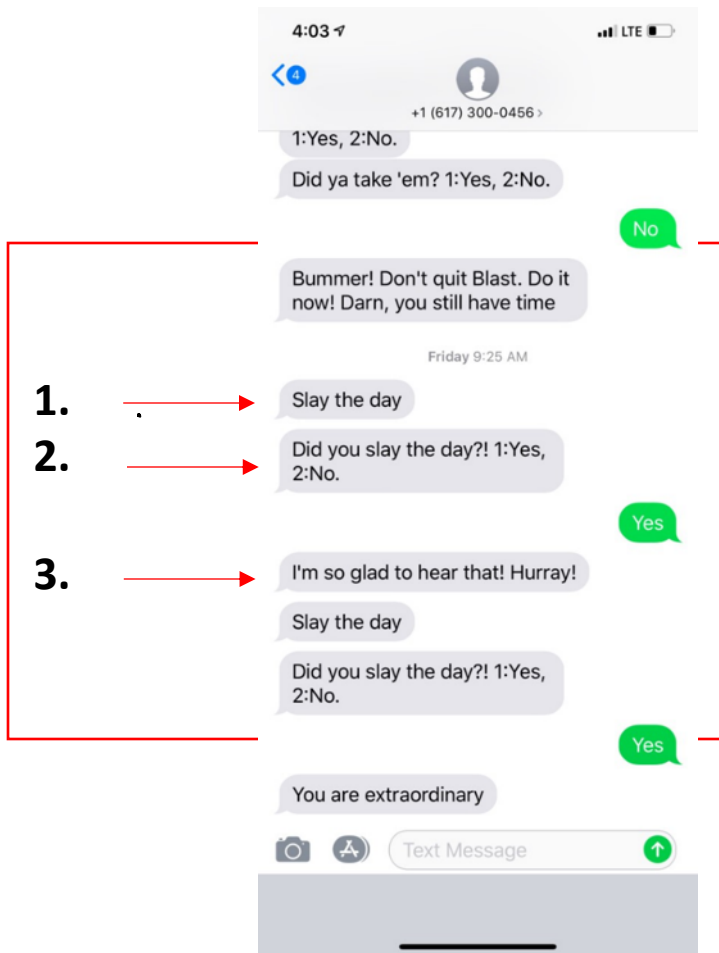 4:03
LTE
4
+1 (617) 300-0456 >
1:Yes, 2:No.
Did ya take 'em? 1:Yes, 2:No.
No
Bummer! Don't quit Blast. Do it
now! Darn, you still have time
Friday 9:25 AM
1.
.
Slay the day
2.
Did you slay the day?! 1:Yes,
2:No.
Yes
3.
I'm so glad to hear that! Hurray!
Slay the day
Did you slay the day?! 1:Yes,
2:No.
Yes
You are extraordinary
Text Message